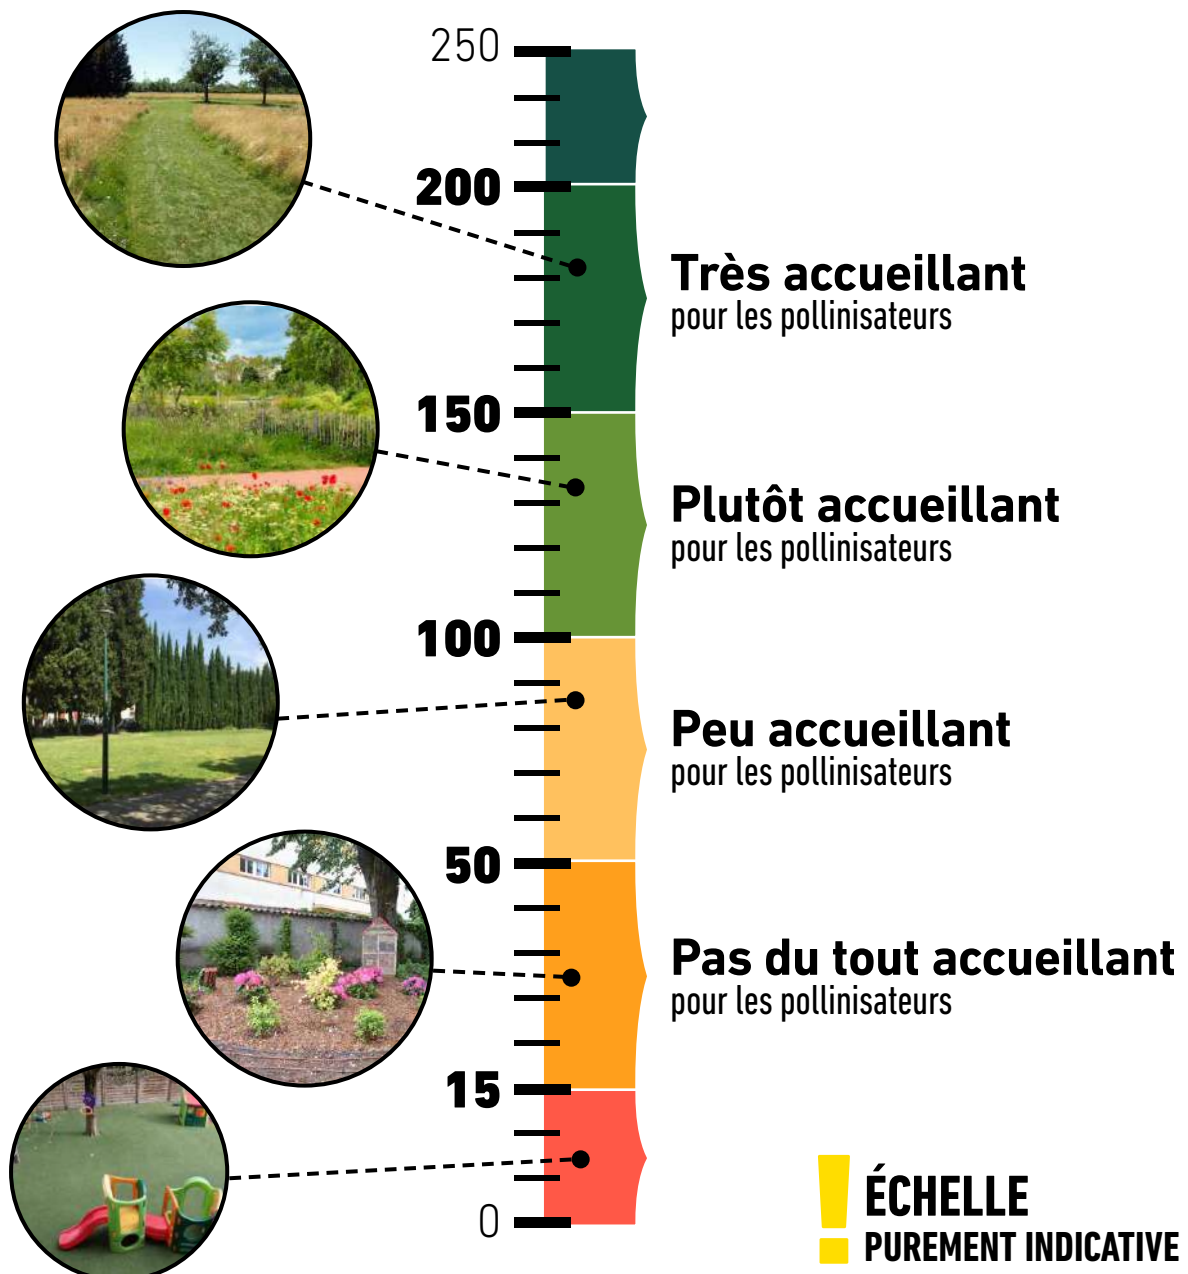 250
200
Très accueillant
pour les pollinisateurs
150
Plutôt accueillant
pour les pollinisateurs
100
Peu accueillant
pour les pollinisateurs
50
Pas du tout accueillant
pour les pollinisateurs
15
0
! ÉCHELLE
PUREMENT INDICATIVE